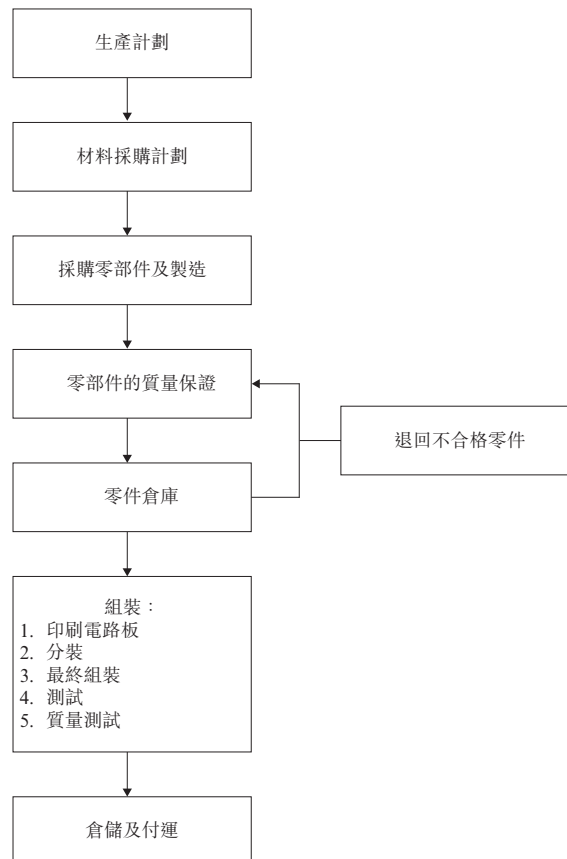 生產計劃
材料採購計劃
採購零部件及製造
零部件的質量保證
退回不合格零件
零件倉庫
組裝：
1. 印刷電路板
2. 分裝
3. 最終組裝
4. 測試
5. 質量測試
倉儲及付運